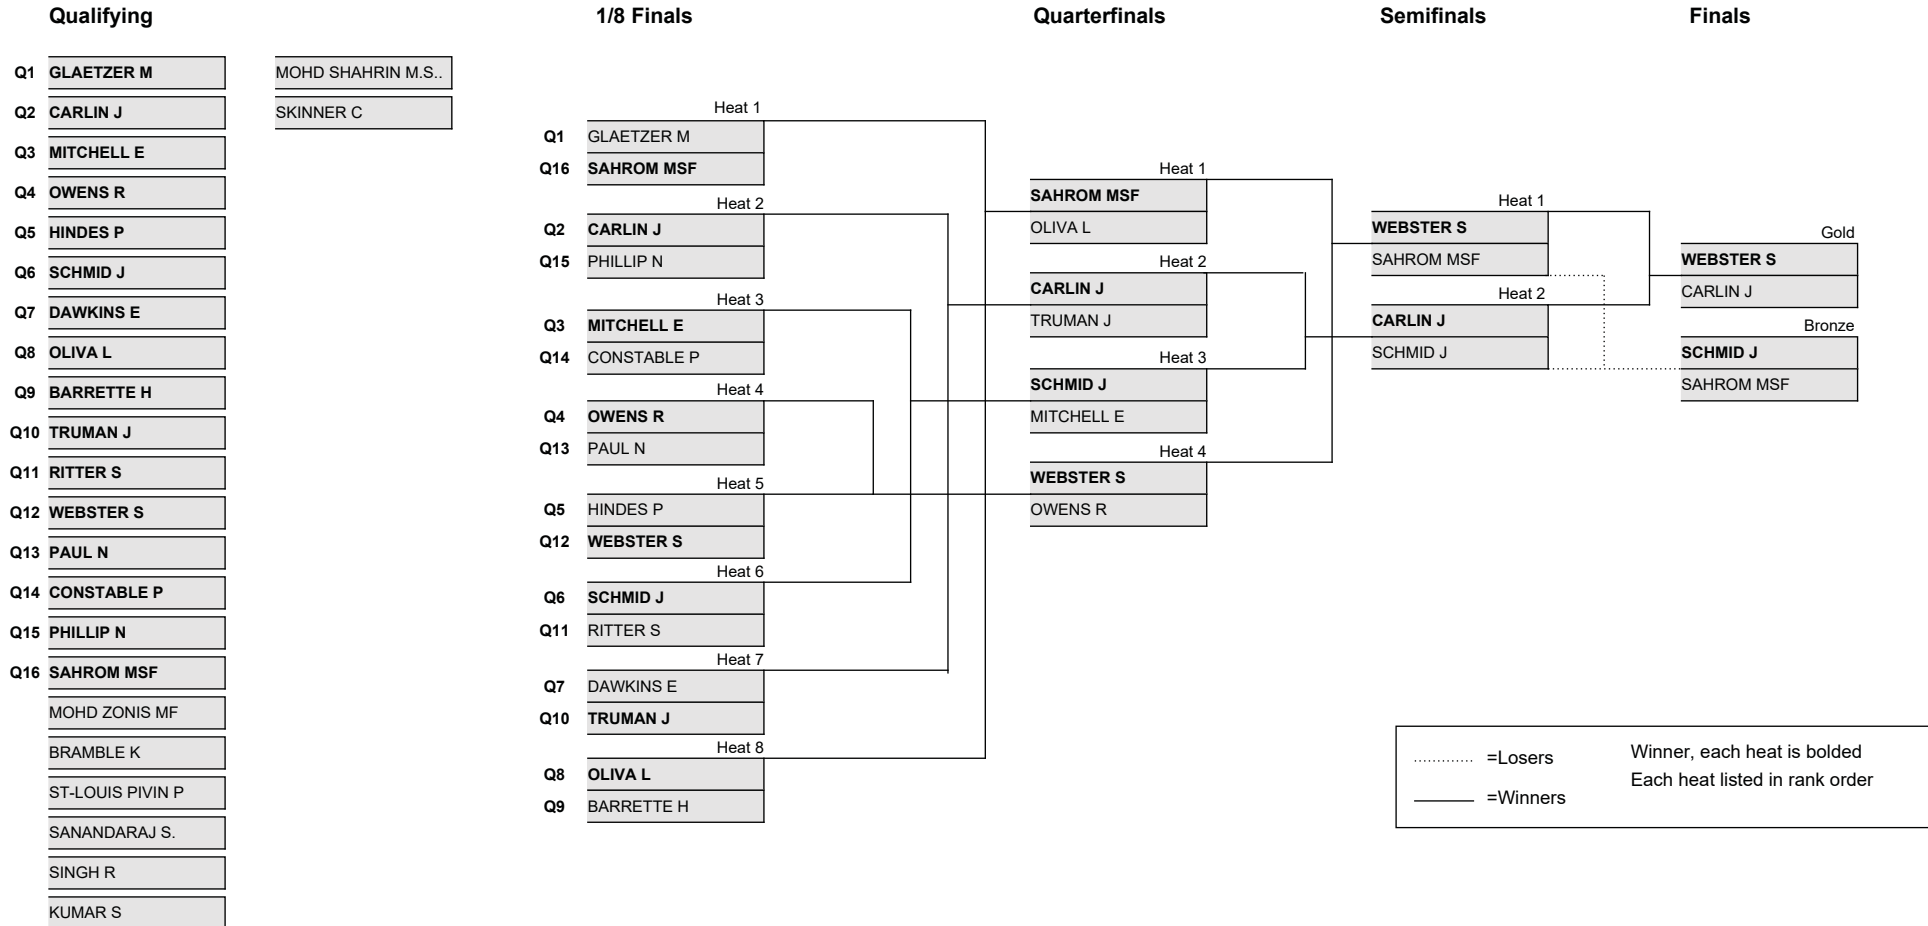 Qualifying
Q1 GLAETZER M
Q2 CARLIN J
Q3 MITCHELL E
Q4 OWENS R
Q5 HINDES P
Q6 SCHMID J
Q7 DAWKINS E
Q8 OLIVA L
Q9 BARRETTE H
Q10 TRUMAN J
Q11 RITTER S
Q12 WEBSTER S
Q13 PAUL N
Q14 CONSTABLE P
Q15 PHILLIP N
Q16 SAHROM MSF
MOHD ZONIS MF
BRAMBLE K
ST-LOUIS PIVIN P
SANANDARAJ S.
SINGH R
KUMAR S
MOHD SHAHRIN M.S..
SKINNER C
1/8 Finals
Heat 1
Q1 GLAETZER M
Q16 SAHROM MSF
Heat 2
Q2 CARLIN J
Q15 PHILLIP N
Heat 3
Q3 MITCHELL E
Q14 CONSTABLE P
Heat 4
Q4 OWENS R
Q13 PAUL N
Heat 5
Q5 HINDES P
Q12 WEBSTER S
Heat 6
Q6 SCHMID J
Q11 RITTER S
Heat 7
Q7 DAWKINS E
Q10 TRUMAN J
Heat 8
Q8 OLIVA L
Q9 BARRETTE H
Quarterfinals
Heat 1
SAHROM MSF
OLIVA L
Heat 2
CARLIN J
TRUMAN J
Heat 3
SCHMID J
MITCHELL E
Heat 4
WEBSTER S
OWENS R
Semifinals
Heat 1
WEBSTER S
SAHROM MSF
Heat 2
CARLIN J
SCHMID J
Finals
Gold
WEBSTER S
CARLIN J
Bronze
SCHMID J
SAHROM MSF
=Losers
=Winners
Winner, each heat is bolded
Each heat listed in rank order